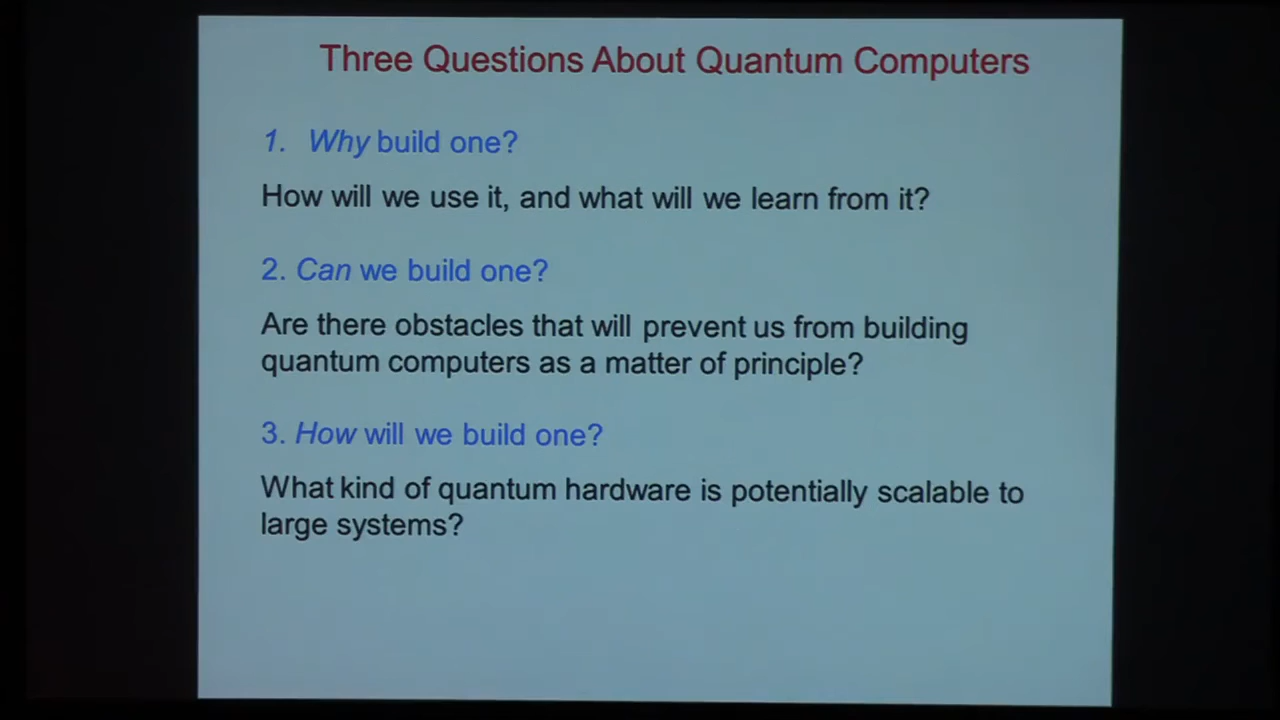 Three Questions About Quantum Computers
1. Why build one?
How will we use it, and what will we learn from it?
2. Can we build one?
Are there obstacles that will prevent us from building
quantum computers as a matter of principle?
3. How will we build one?
What kind of quantum hardware is potentially scalable to
large systems?